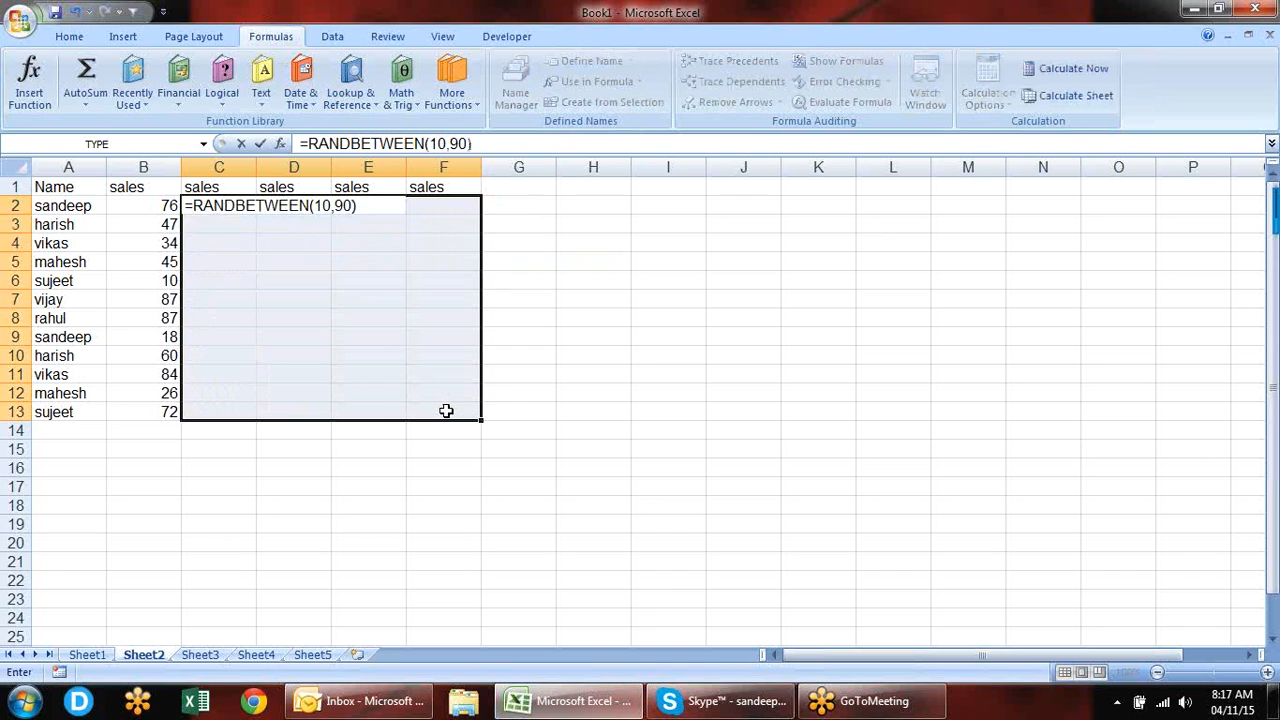 Book1 - Microsoft Excel
Home Insert Page Layout Formulas Data Review View Developer
Insert Function
AutoSum
Recently Used
Financial
Logical
Text
Date & Time
Lookup & Reference
Math & Trig
More Functions
Function Library
Name Manager
Define Name
Use in Formula
Create from Selection
Defined Names
Trace Precedents
Trace Dependents
Remove Arrows
Show Formulas
Error Checking
Evaluate Formula
Formula Auditing
Watch Window
Calculation Options
Calculate Now
Calculate Sheet
Calculation
TYPE =RANDBETWEEN(10,90)
A B C D E F G H I J K L M N O P
1 Name sales sales sales sales sales
2 sandeep 76 =RANDBETWEEN(10,90)
3 harish 47
4 vikas 34
5 mahesh 45
6 sujeet 10
7 vijay 87
8 rahul 87
9 sandeep 18
10 harish 60
11 vikas 84
12 mahesh 26
13 sujeet 72
14
15
16
17
18
19
20
21
22
23
24
25
Sheet1 Sheet2 Sheet3 Sheet4 Sheet5
Enter 100%
Inbox - Microsoft ... Microsoft Excel - ... Skype™ - sandeep... GoToMeeting
8:17 AM
04/11/15